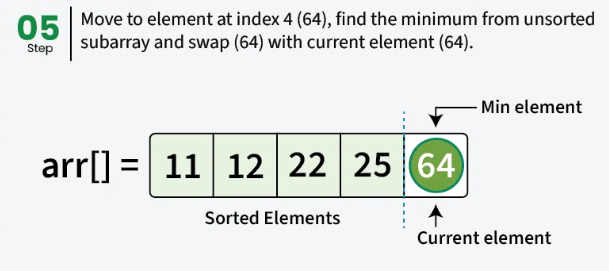 05
Step
Move to element at index 4 (64), find the minimum from unsorted
subarray and swap (64) with current element (64).
Min element
arr[] = 11 12 22 25 64
Sorted Elements
Current element